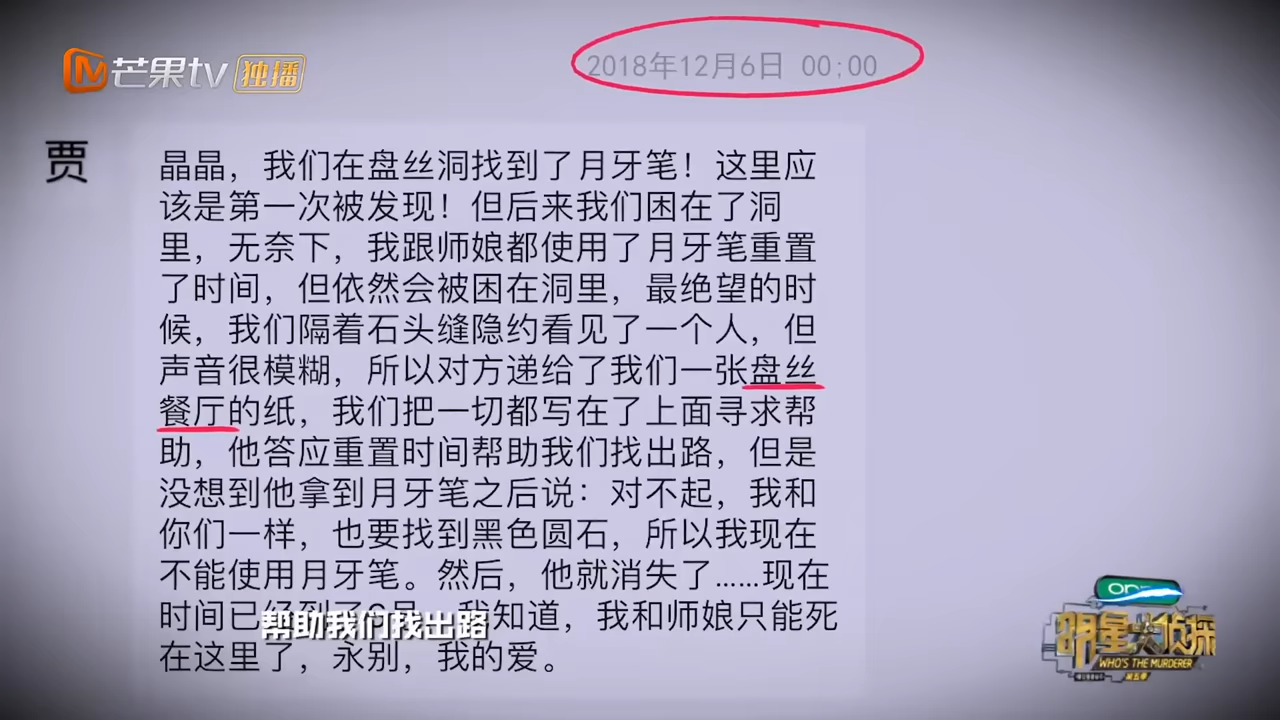 芒果tv独播
2018年12月6日 00:00
贾
晶晶，我们在盘丝洞找到了月牙笔！这里应
该是第一次被发现！但后来我们困在了洞
里，无奈下，我跟师娘都使用了月牙笔重置
了时间，但依然会被困在洞里，最绝望的时
候，我们隔着石头缝隐约看见了一个人，但
声音很模糊，所以对方递给了我们一张盘丝
餐厅的纸，我们把一切都写在了上面寻求帮
助，他答应重置时间帮助我们找出路，但是
没想到他拿到月牙笔之后说：对不起，我和
你们一样，也要找到黑色圆石，所以我现在
不能使用月牙笔。然后，他就消失了……现在
时间已 知道，我和师娘只能死
帮助我们找出路
在这里了，永别，我的爱。
明星大侦探
WHO'S THE MURDERER
第五季